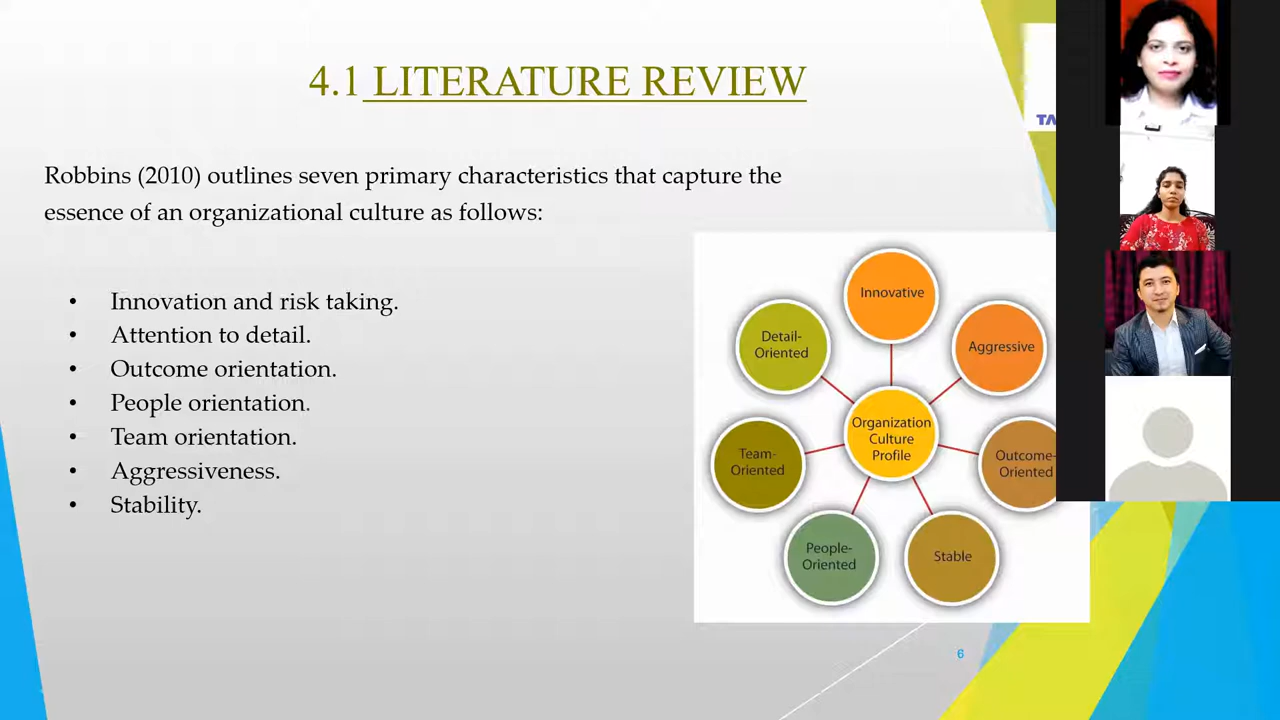 4.1 LITERATURE REVIEW
TA
Robbins (2010) outlines seven primary characteristics that capture the
essence of an organizational culture as follows:
• Innovation and risk taking.
• Attention to detail.
• Outcome orientation.
• People orientation.
• Team orientation.
• Aggressiveness.
• Stability.
Innovative
Detail-
Oriented
Aggressive
Organization
Culture
Profile
Team-
Oriented
Outcome-
Oriented
People-
Oriented
Stable
6